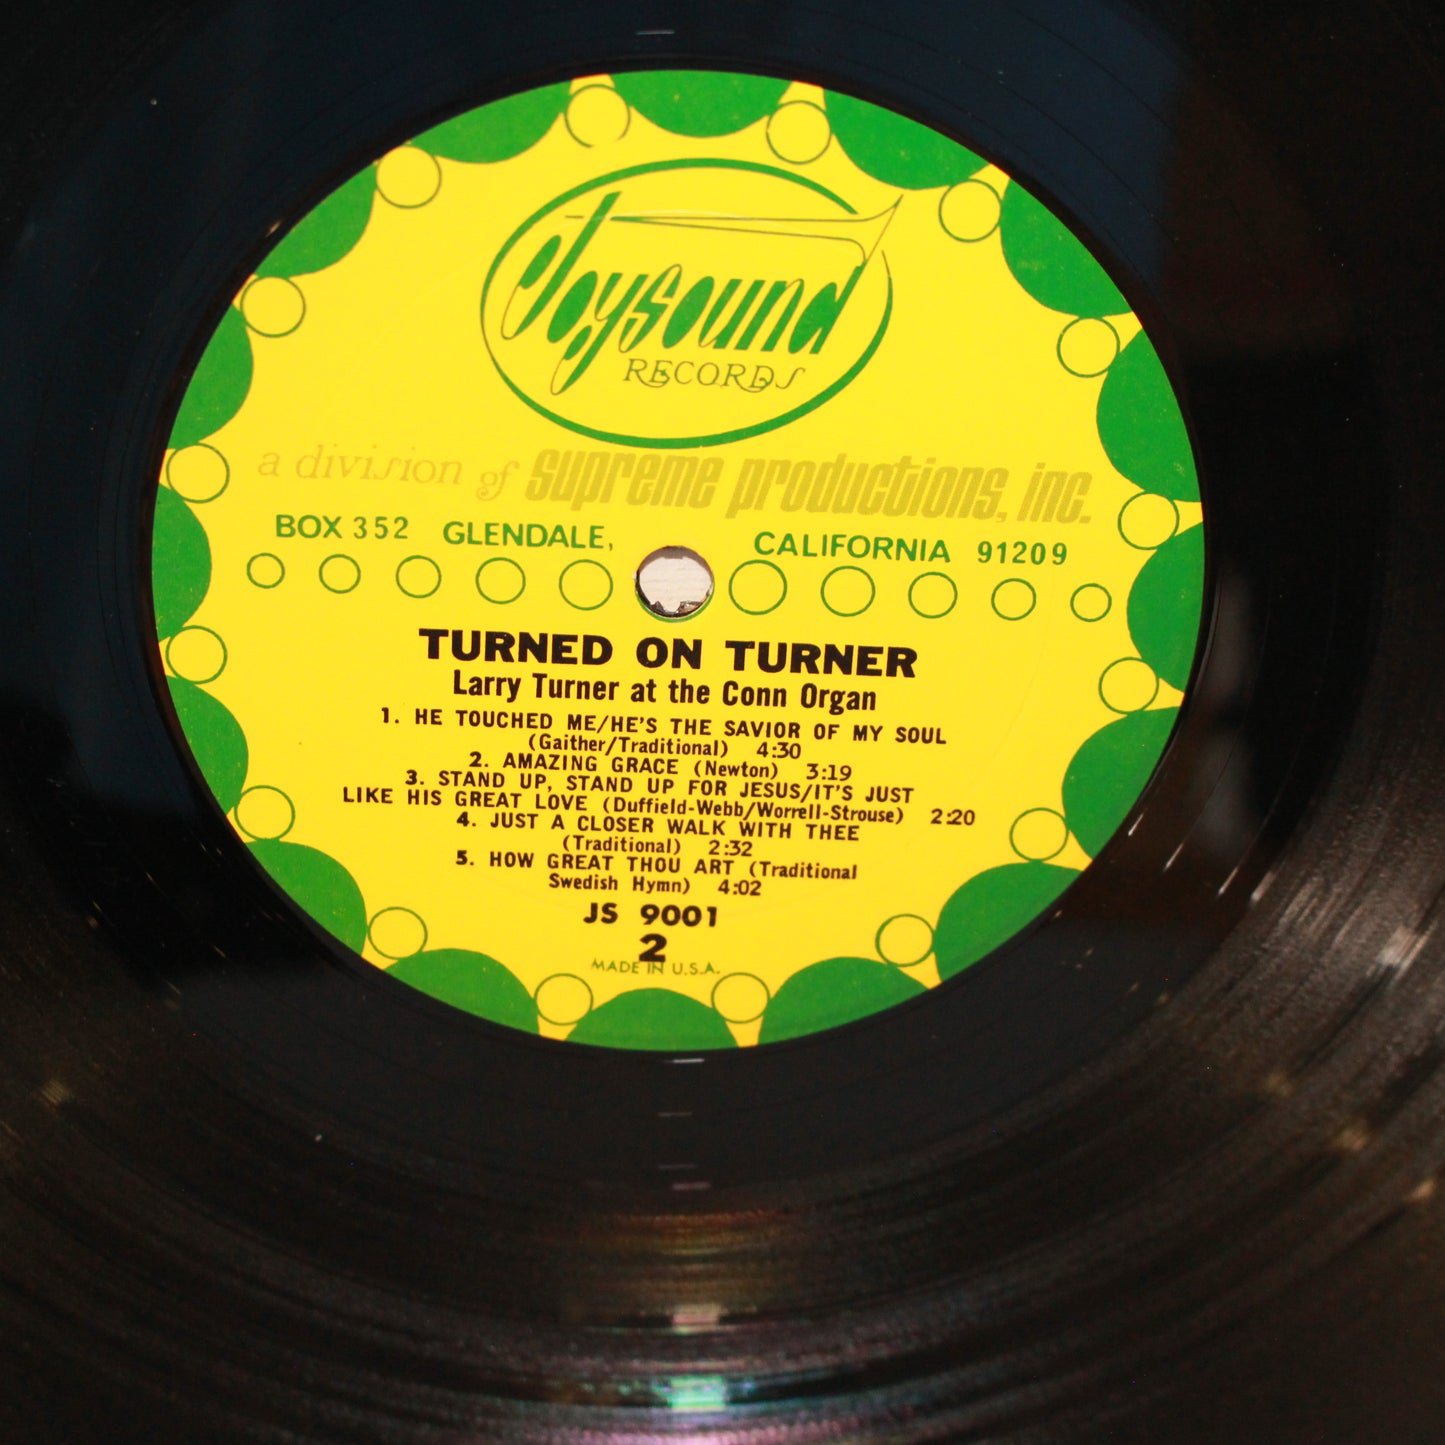 Joysound
RECORDS
a division of supreme productions, inc.
BOX 352 GLENDALE, CALIFORNIA 91209
TURNED ON TURNER
Larry Turner at the Conn Organ
1. HE TOUCHED ME/HE'S THE SAVIOR OF MY SOUL
(Gaither/Traditional) 4:30
2. AMAZING GRACE (Newton) 3:19
3. STAND UP, STAND UP FOR JESUS/IT'S JUST
LIKE HIS GREAT LOVE (Duffield-Webb/Worrell-Strouse) 2:20
4. JUST A CLOSER WALK WITH THEE
(Traditional) 2:32
5. HOW GREAT THOU ART (Traditional
Swedish Hymn) 4:02
JS 9001
2
MADE IN U.S.A.